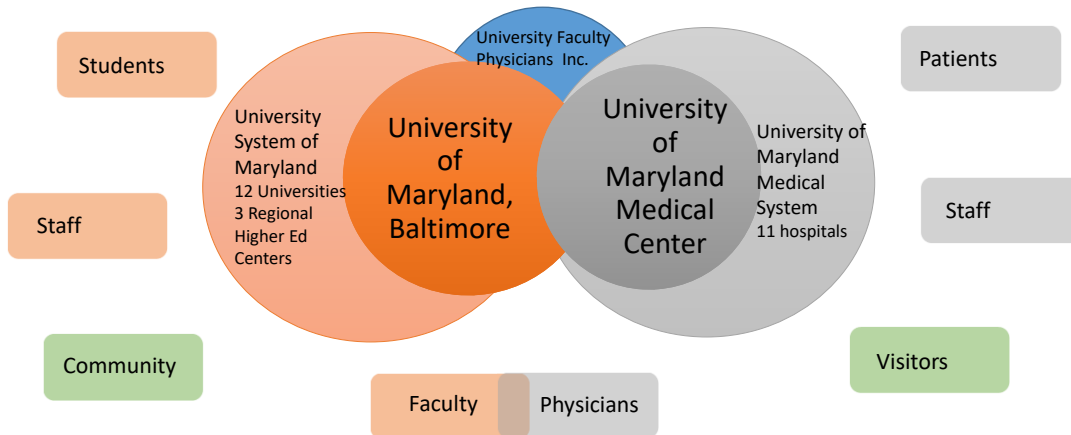 University Faculty
Physicians Inc.
Students
Patients
University
System of
Maryland
12 Universities
3 Regional
Higher Ed
Centers
University
of
Maryland,
Baltimore
University
of
Maryland
Medical
Center
University of
Maryland
Medical
System
11 hospitals
Staff
Staff
Community
Visitors
Faculty
Physicians